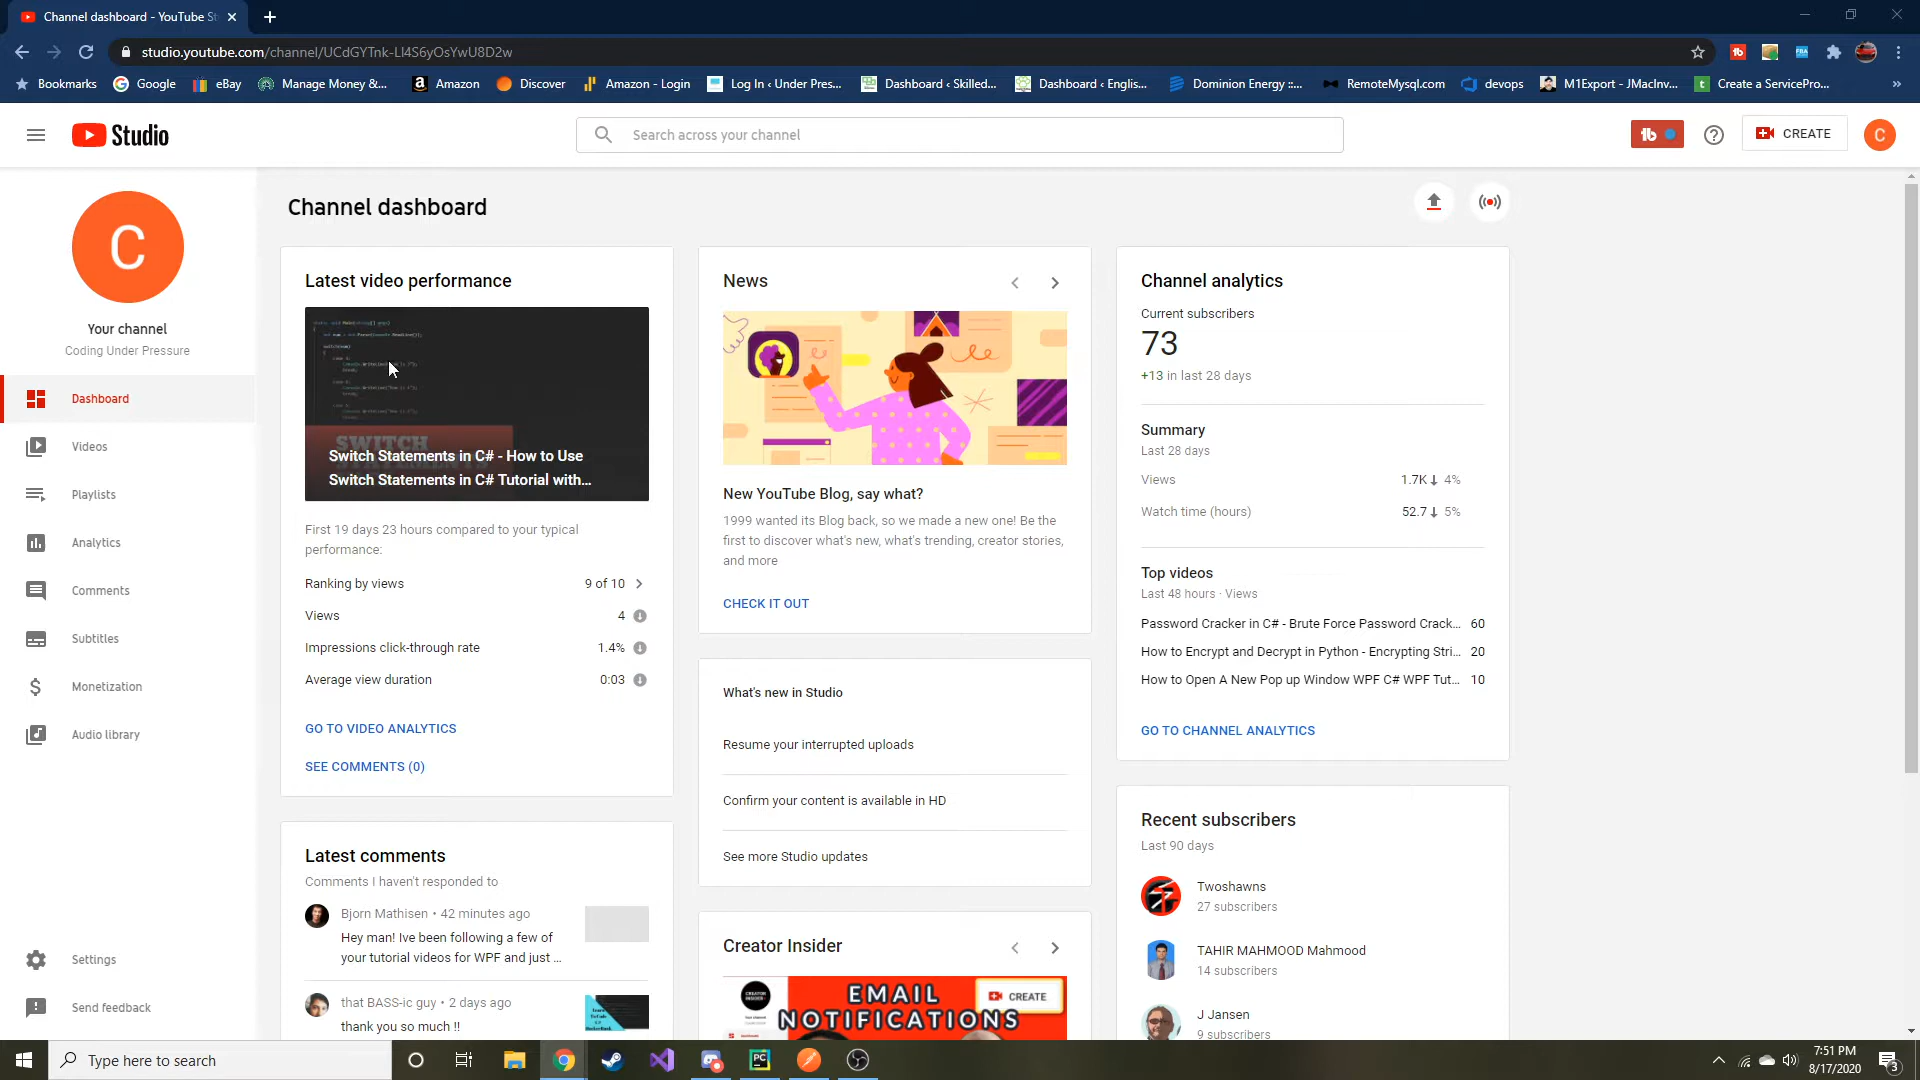 Channel dashboard - YouTube St
studio.youtube.com/channel/UCdGYTnk-Ll4S6yOsYwU8D2w
Bookmarks
Google
eBay
Manage Money &...
Amazon
Discover
Amazon - Login
Log In ‹ Under Pres...
Dashboard ‹ Skilled...
Dashboard ‹ Englis...
Dominion Energy ::...
RemoteMysql.com
devops
M1Export - JMacInv...
Create a ServicePro...
Studio
Search across your channel
CREATE
C
C
Your channel
Coding Under Pressure
Dashboard
Videos
Playlists
Analytics
Comments
Subtitles
Monetization
Audio library
Settings
Send feedback
Channel dashboard
Latest video performance
SWITCH
Switch Statements in C# - How to Use
Switch Statements in C# Tutorial with...
First 19 days 23 hours compared to your typical
performance:
Ranking by views 9 of 10
Views 4
Impressions click-through rate 1.4%
Average view duration 0:03
GO TO VIDEO ANALYTICS
SEE COMMENTS (0)
Latest comments
Comments I haven't responded to
Bjorn Mathisen • 42 minutes ago
Hey man! Ive been following a few of
your tutorial videos for WPF and just ...
that BASS-ic guy • 2 days ago
thank you so much !!
News
New YouTube Blog, say what?
1999 wanted its Blog back, so we made a new one! Be the
first to discover what's new, what's trending, creator stories,
and more
CHECK IT OUT
What's new in Studio
Resume your interrupted uploads
Confirm your content is available in HD
See more Studio updates
Creator Insider
EMAIL
NOTIFICATIONS
CREATE
Channel analytics
Current subscribers
73
+13 in last 28 days
Summary
Last 28 days
Views 1.7K 4%
Watch time (hours) 52.7 5%
Top videos
Last 48 hours · Views
Password Cracker in C# - Brute Force Password Crack... 60
How to Encrypt and Decrypt in Python - Encrypting Stri... 20
How to Open A New Pop up Window WPF C# WPF Tut... 10
GO TO CHANNEL ANALYTICS
Recent subscribers
Last 90 days
Twoshawns
27 subscribers
TAHIR MAHMOOD Mahmood
14 subscribers
J Jansen
9 subscribers
Type here to search
7:51 PM
8/17/2020
3